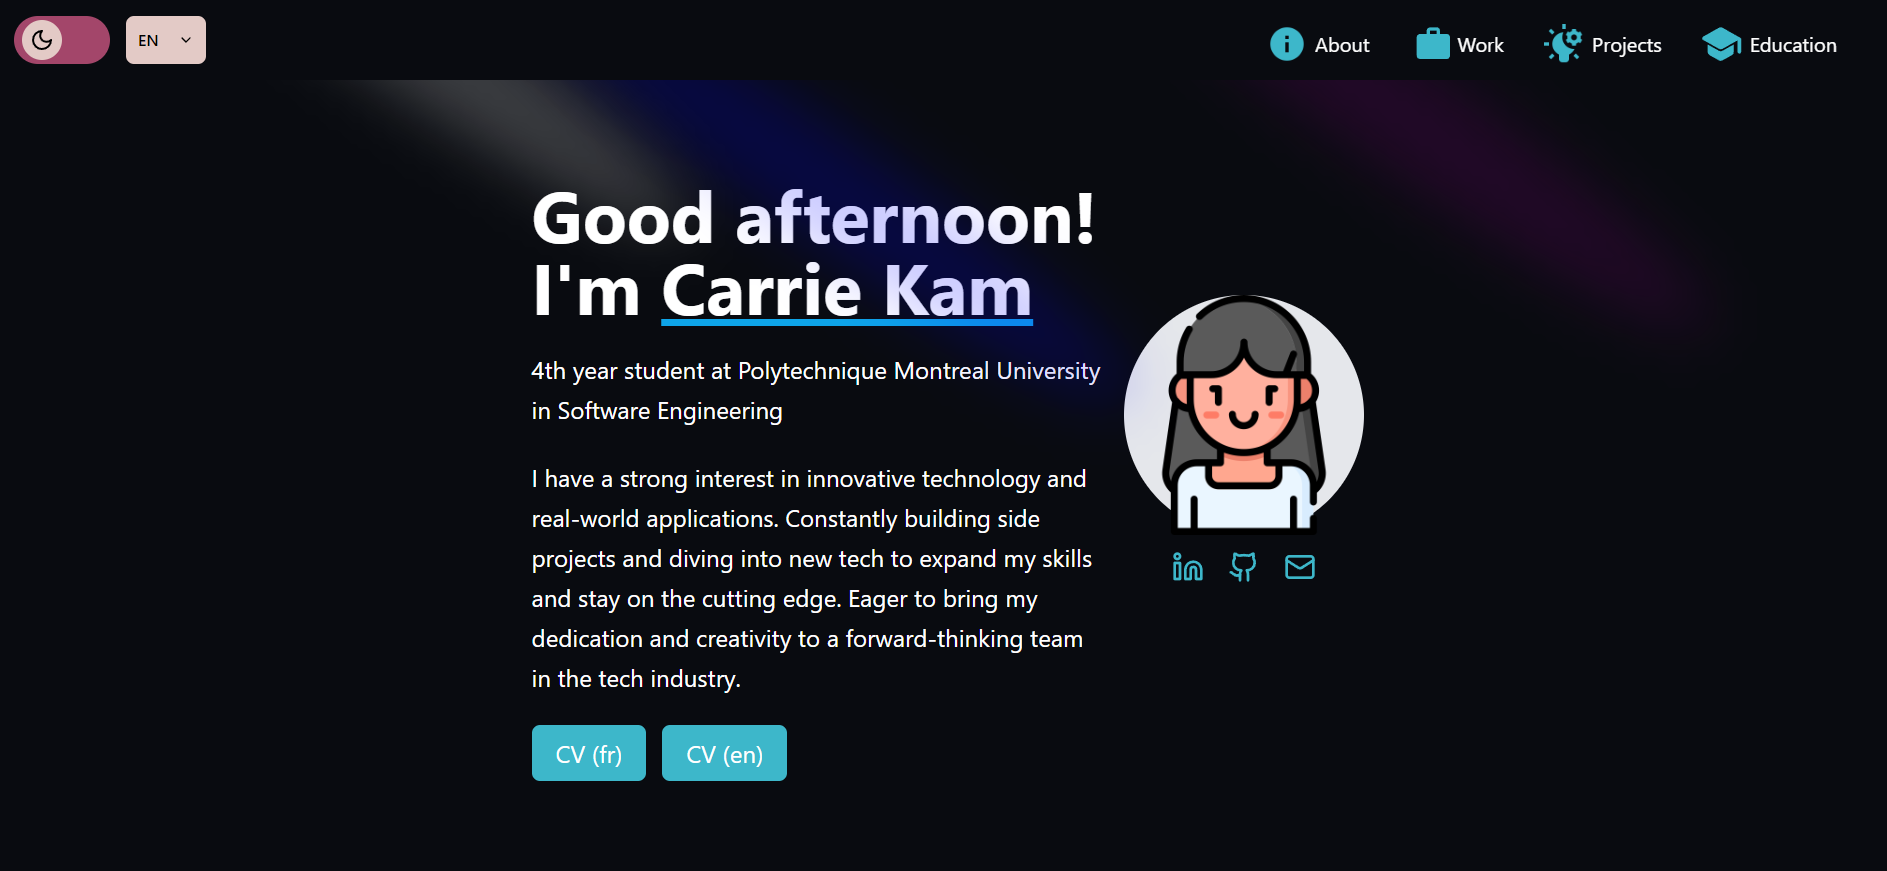 EN
About
Work
Projects
Education
Good afternoon!
I'm Carrie Kam
4th year student at Polytechnique Montreal University
in Software Engineering
I have a strong interest in innovative technology and
real-world applications. Constantly building side
projects and diving into new tech to expand my skills
and stay on the cutting edge. Eager to bring my
dedication and creativity to a forward-thinking team
in the tech industry.
in
CV (fr)
CV (en)